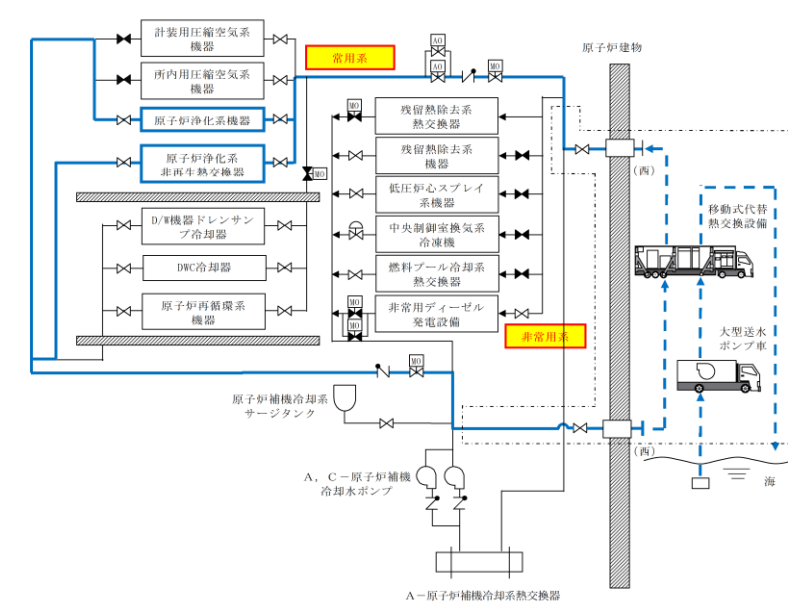 計装用圧縮空気系
機器
所内用圧縮空気系
機器
原子炉浄化系機器
原子炉浄化系
非再生熱交換器
D/W機器ドレンサン
プ冷却器
DWC冷却器
原子炉再循環系
機器
常用系
AO
AO
MO
MO
MO
残留熱除去系
熱交換器
残留熱除去系
機器
低圧炉心スプレイ
系機器
中央制御室換気系
冷凍機
燃料プール冷却系
熱交換器
非常用ディーゼル
発電設備
MO
MO
非常用系
MO
原子炉建物
(西)
移動式代替
熱交換設備
大型送水
ポンプ車
(西)
海
原子炉補機冷却系
サージタンク
A，C－原子炉補機
冷却水ポンプ
A－原子炉補機冷却系熱交換器